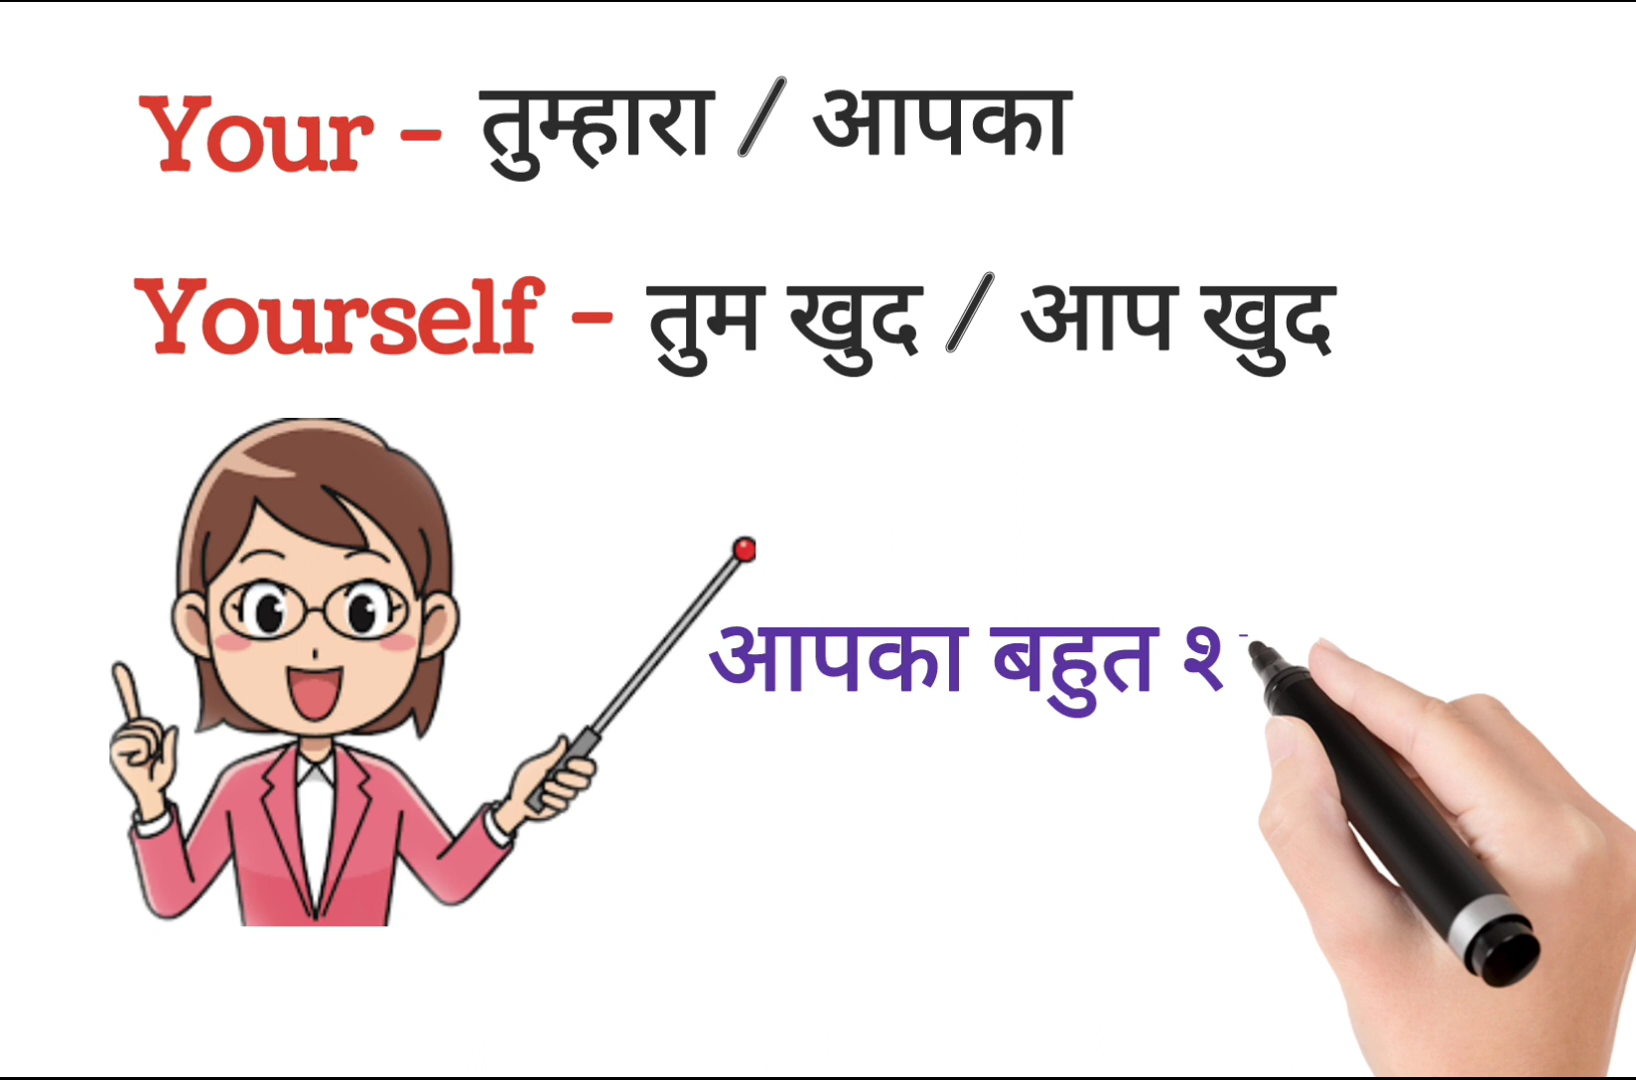 Your - तुम्हारा / आपका
Yourself - तुम खुद / आप खुद
आपका बहुत